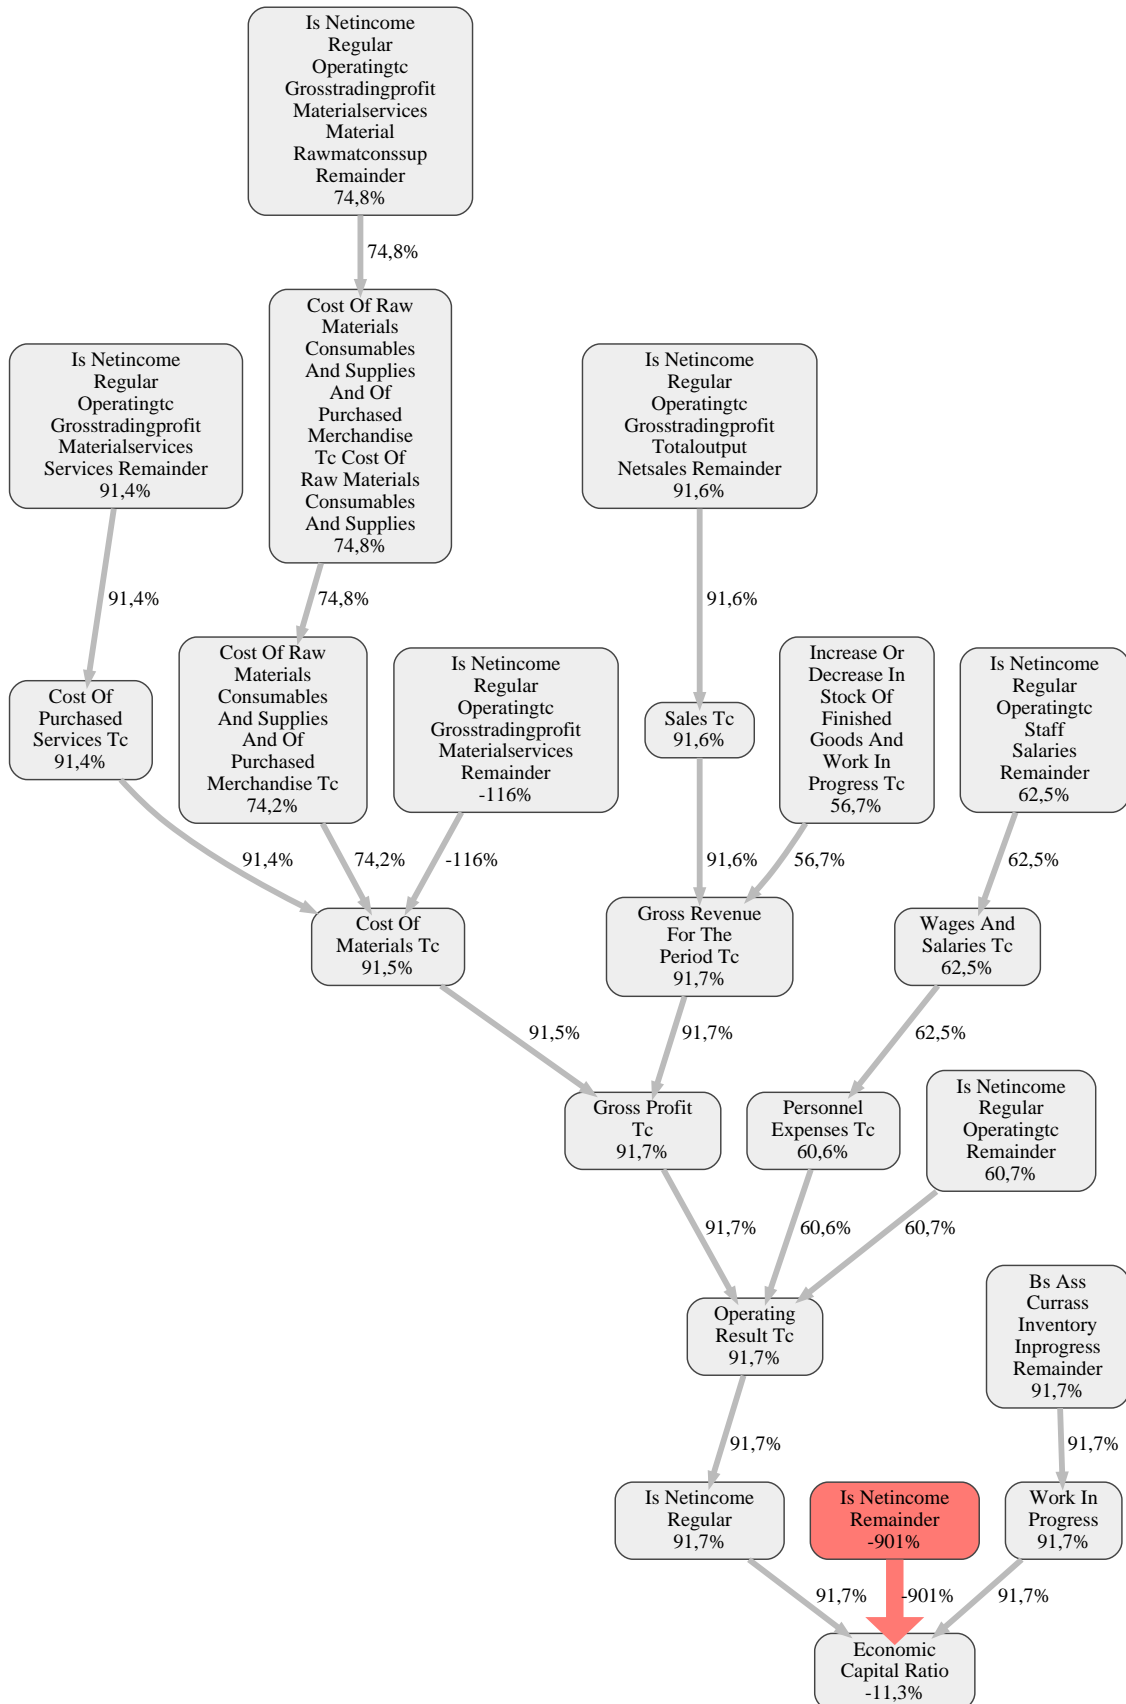 Is Netincome
Regular
Operatingtc
Grosstradingprofit
Materialservices
Material
Rawmatconssup
Remainder
74,8%
74,8%
Cost Of Raw
Materials
Consumables
And Supplies
And Of
Purchased
Merchandise
Tc Cost Of
Raw Materials
Consumables
And Supplies
74,8%
Is Netincome
Regular
Operatingtc
Grosstradingprofit
Materialservices
Services Remainder
91,4%
Is Netincome
Regular
Operatingtc
Grosstradingprofit
Totaloutput
Netsales Remainder
91,6%
91,4%
74,8%
91,6%
Cost Of
Purchased
Services Tc
91,4%
Cost Of Raw
Materials
Consumables
And Supplies
And Of
Purchased
Merchandise Tc
74,2%
Is Netincome
Regular
Operatingtc
Grosstradingprofit
Materialservices
Remainder
-116%
Sales Tc
91,6%
Increase Or
Decrease In
Stock Of
Finished
Goods And
Work In
Progress Tc
56,7%
Is Netincome
Regular
Operatingtc
Staff
Salaries
Remainder
62,5%
91,4%
74,2%
-116%
91,6%
56,7%
62,5%
Cost Of
Materials Tc
91,5%
Gross Revenue
For The
Period Tc
91,7%
Wages And
Salaries Tc
62,5%
91,5%
91,7%
62,5%
Gross Profit
Tc
91,7%
Personnel
Expenses Tc
60,6%
Is Netincome
Regular
Operatingtc
Remainder
60,7%
91,7%
60,6%
60,7%
Operating
Result Tc
91,7%
Bs Ass
Currass
Inventory
Inprogress
Remainder
91,7%
91,7%
91,7%
Is Netincome
Regular
91,7%
Is Netincome
Remainder
-901%
Work In
Progress
91,7%
91,7%
-901%
91,7%
Economic
Capital Ratio
-11,3%